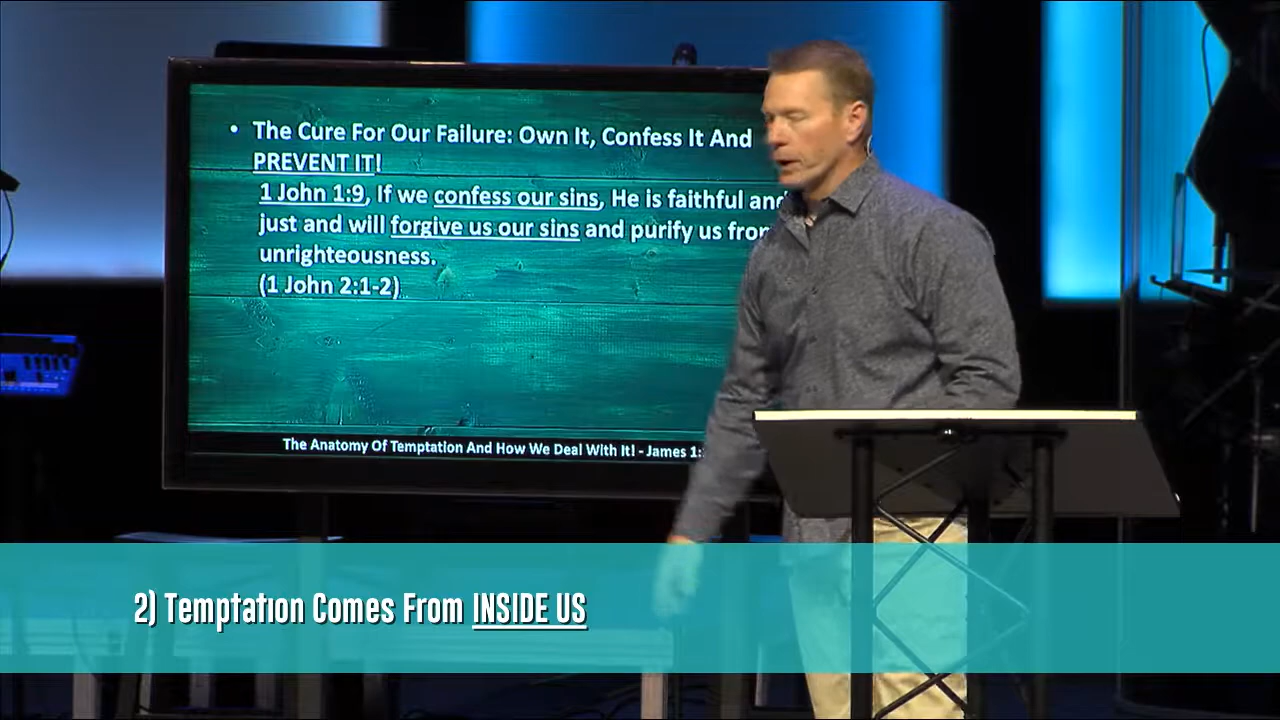 • The Cure For Our Failure: Own It, Confess It And
PREVENT IT!
1 John 1:9, If we confess our sins, He is faithful and
just and will forgive us our sins and purify us from
unrighteousness.
(1 John 2:1-2)
The Anatomy Of Temptation And How We Deal With It! - James 1:
2) Temptation Comes From INSIDE US